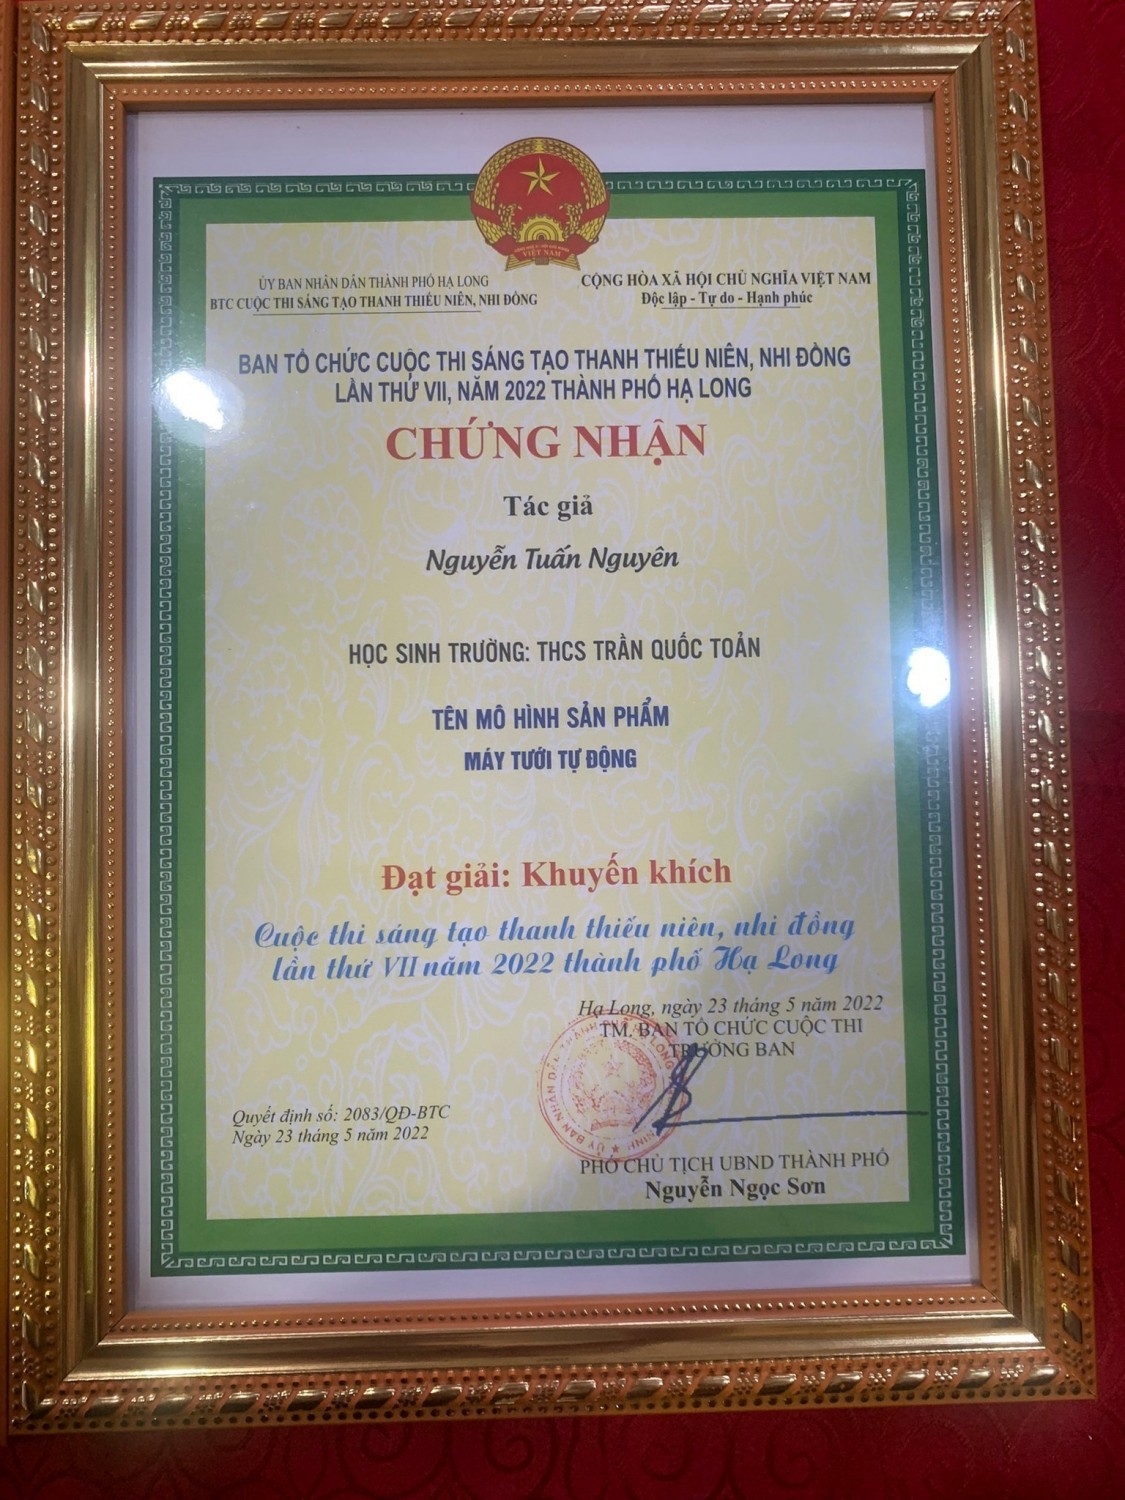 VIỆT NAM
ỦY BAN NHÂN DÂN THÀNH PHỐ HẠ LONG
BTC CUỘC THI SÁNG TẠO THANH THIẾU NIÊN, NHI ĐỒNG
CỘNG HÒA XÃ HỘI CHỦ NGHĨA VIỆT NAM
Độc lập - Tự do - Hạnh phúc
BAN TỔ CHỨC CUỘC THI SÁNG TẠO THANH THIẾU NIÊN, NHI ĐỒNG
LẦN THỨ VII, NĂM 2022 THÀNH PHỐ HẠ LONG
CHỨNG NHẬN
Tác giả
Nguyễn Tuấn Nguyên
HỌC SINH TRƯỜNG: THCS TRẦN QUỐC TOẢN
TÊN MÔ HÌNH SẢN PHẨM
MÁY TƯỚI TỰ ĐỘNG
Đạt giải: Khuyến khích
Cuộc thi sáng tạo thanh thiếu niên, nhi đồng
lần thứ VII năm 2022 thành phố Hạ Long
Hạ Long, ngày 23 tháng 5 năm 2022
TM. BAN TỔ CHỨC CUỘC THI
TRƯỞNG BAN
Quyết định số: 2083/QĐ-BTC
Ngày 23 tháng 5 năm 2022
PHÓ CHỦ TỊCH UBND THÀNH PHỐ
Nguyễn Ngọc Sơn